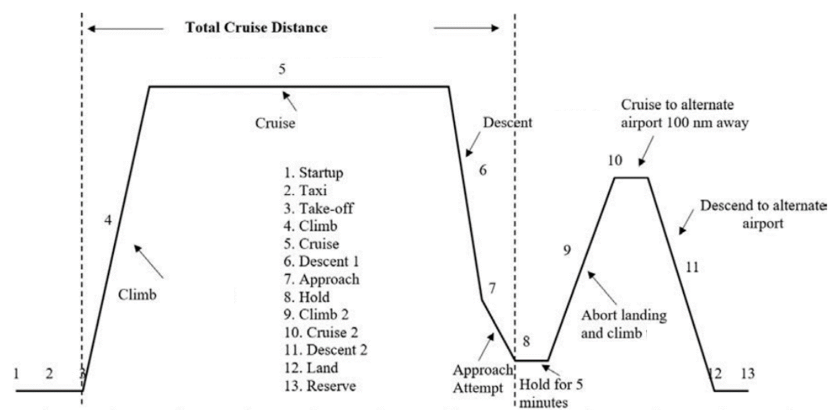 Total Cruise Distance
5
Cruise
Descent
6
Cruise to alternate
airport 100 nm away
10
1. Startup
2. Taxi
3. Take-off
4. Climb
5. Cruise
6. Descent 1
7. Approach
8. Hold
9. Climb 2
10. Cruise 2
11. Descent 2
12. Land
13. Reserve
4
Climb
Descend to alternate
airport
9
11
7
Abort landing
and climb
8
Approach
Attempt
Hold for 5
minutes
1 2 3
12 13